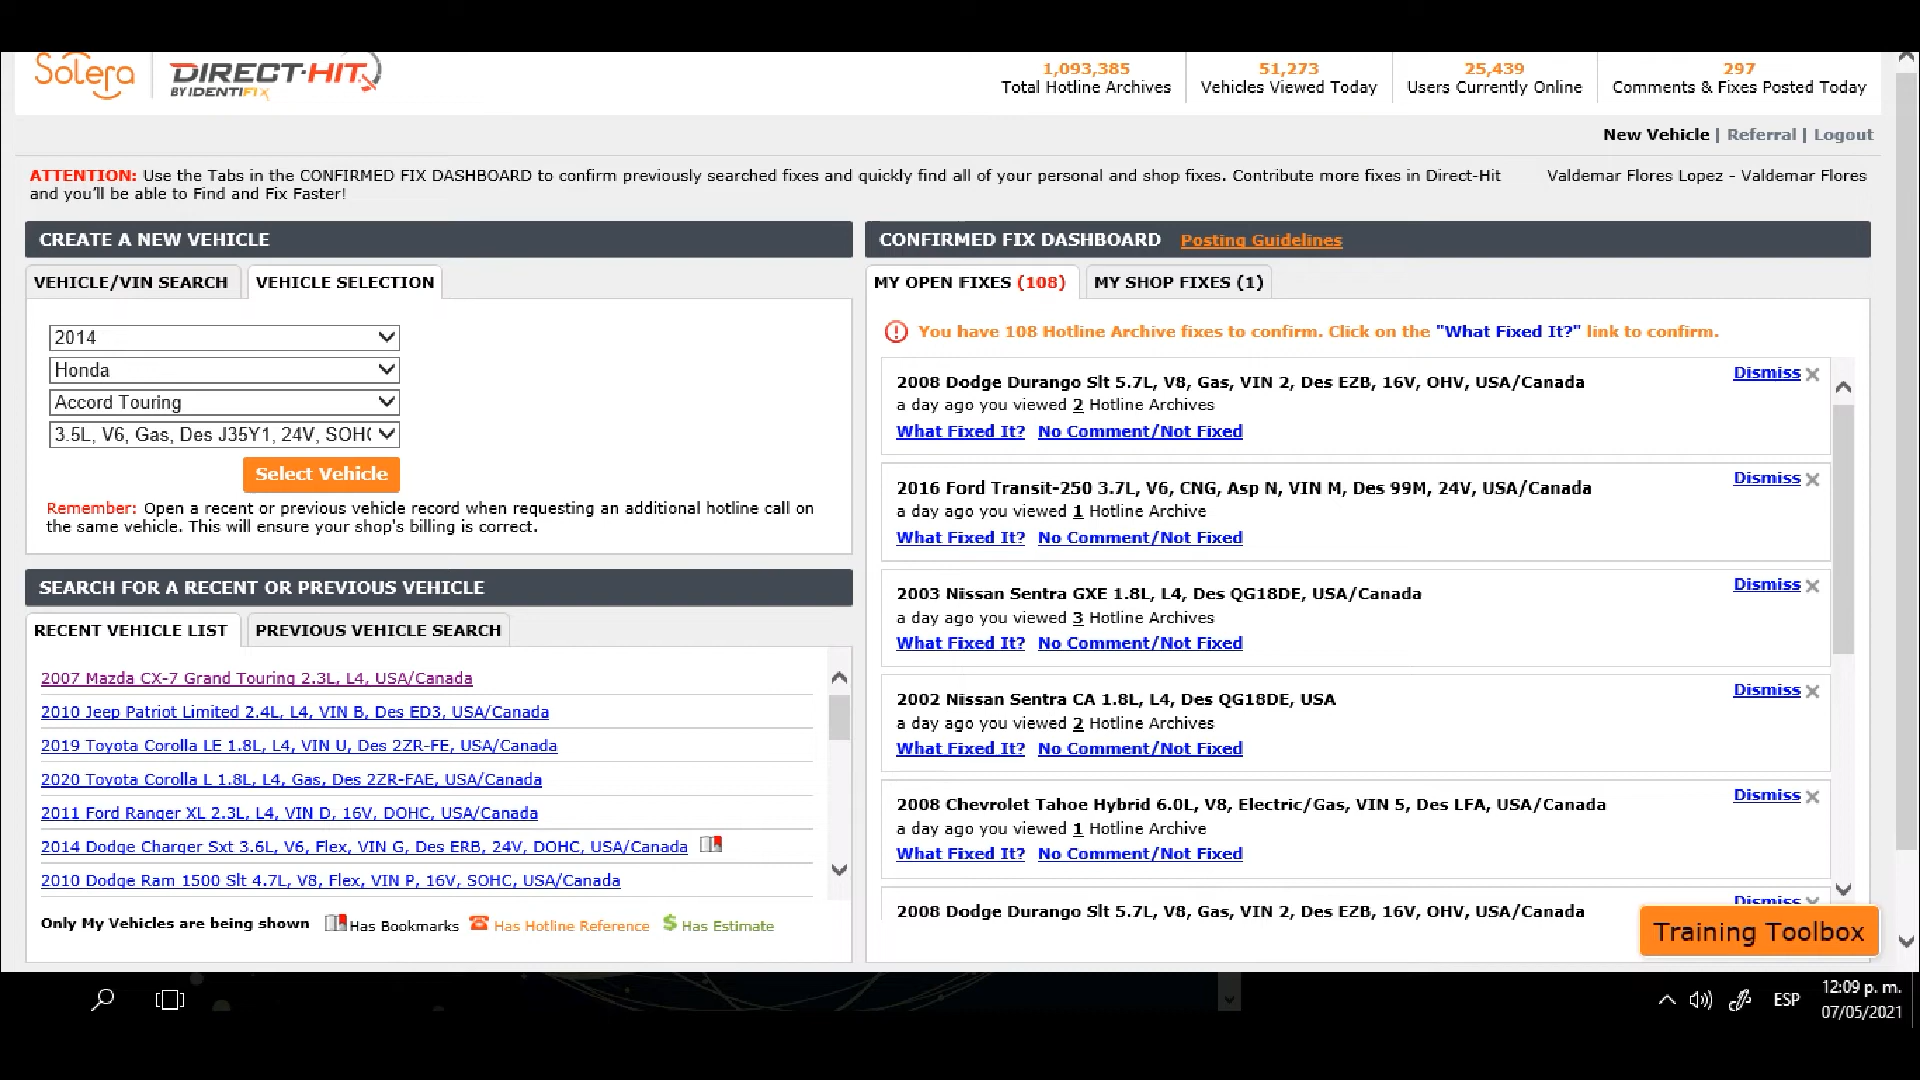 Solera
DIRECT-HIT
BY IDENTIFIX
1,093,385
Total Hotline Archives
51,273
Vehicles Viewed Today
25,439
Users Currently Online
297
Comments & Fixes Posted Today
New Vehicle | Referral | Logout
ATTENTION: Use the Tabs in the CONFIRMED FIX DASHBOARD to confirm previously searched fixes and quickly find all of your personal and shop fixes. Contribute more fixes in Direct-Hit
and you'll be able to Find and Fix Faster!
Valdemar Flores Lopez - Valdemar Flores
CREATE A NEW VEHICLE
VEHICLE/VIN SEARCH
VEHICLE SELECTION
2014
Honda
Accord Touring
3.5L, V6, Gas, Des J35Y1, 24V, SOHC
Select Vehicle
Remember: Open a recent or previous vehicle record when requesting an additional hotline call on
the same vehicle. This will ensure your shop's billing is correct.
SEARCH FOR A RECENT OR PREVIOUS VEHICLE
RECENT VEHICLE LIST
PREVIOUS VEHICLE SEARCH
2007 Mazda CX-7 Grand Touring 2.3L, L4, USA/Canada
2010 Jeep Patriot Limited 2.4L, L4, VIN B, Des ED3, USA/Canada
2019 Toyota Corolla LE 1.8L, L4, VIN U, Des 2ZR-FE, USA/Canada
2020 Toyota Corolla L 1.8L, L4, Gas, Des 2ZR-FAE, USA/Canada
2011 Ford Ranger XL 2.3L, L4, VIN D, 16V, DOHC, USA/Canada
2014 Dodge Charger Sxt 3.6L, V6, Flex, VIN G, Des ERB, 24V, DOHC, USA/Canada
2010 Dodge Ram 1500 Slt 4.7L, V8, Flex, VIN P, 16V, SOHC, USA/Canada
Only My Vehicles are being shown Has Bookmarks Has Hotline Reference $ Has Estimate
CONFIRMED FIX DASHBOARD Posting Guidelines
MY OPEN FIXES (108)
MY SHOP FIXES (1)
You have 108 Hotline Archive fixes to confirm. Click on the "What Fixed It?" link to confirm.
2008 Dodge Durango Slt 5.7L, V8, Gas, VIN 2, Des EZB, 16V, OHV, USA/Canada
Dismiss
a day ago you viewed 2 Hotline Archives
What Fixed It? No Comment/Not Fixed
2016 Ford Transit-250 3.7L, V6, CNG, Asp N, VIN M, Des 99M, 24V, USA/Canada
Dismiss
a day ago you viewed 1 Hotline Archive
What Fixed It? No Comment/Not Fixed
2003 Nissan Sentra GXE 1.8L, L4, Des QG18DE, USA/Canada
Dismiss
a day ago you viewed 3 Hotline Archives
What Fixed It? No Comment/Not Fixed
2002 Nissan Sentra CA 1.8L, L4, Des QG18DE, USA
Dismiss
a day ago you viewed 2 Hotline Archives
What Fixed It? No Comment/Not Fixed
2008 Chevrolet Tahoe Hybrid 6.0L, V8, Electric/Gas, VIN 5, Des LFA, USA/Canada
Dismiss
a day ago you viewed 1 Hotline Archive
What Fixed It? No Comment/Not Fixed
2008 Dodge Durango Slt 5.7L, V8, Gas, VIN 2, Des EZB, 16V, OHV, USA/Canada
Dismiss
Training Toolbox
ESP
12:09 p. m.
07/05/2021